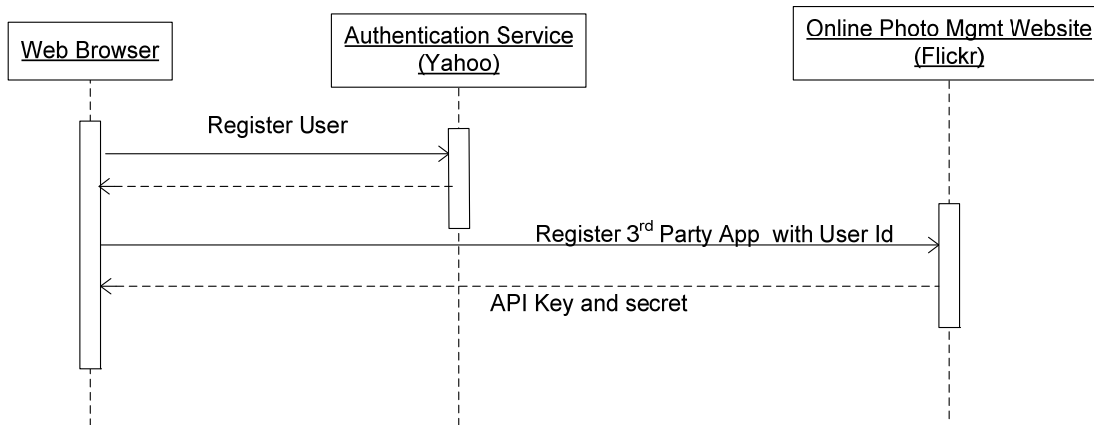 Web Browser
Authentication Service
(Yahoo)
Online Photo Mgmt Website
(Flickr)
Register User
Register 3rd Party App with User Id
API Key and secret